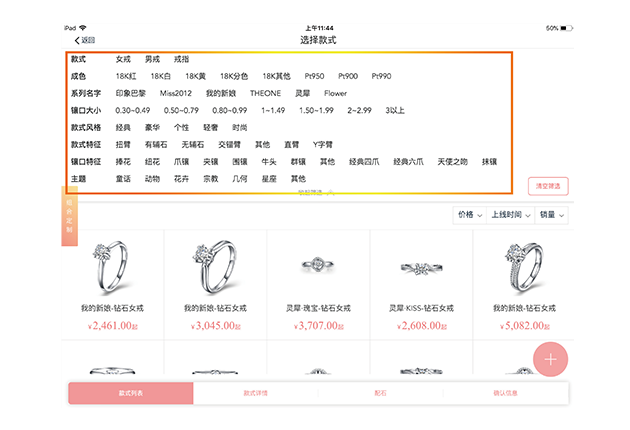 iPad 上午11:44 50%
返回 选择款式
款式 女戒 男戒 戒指
成色 18K红 18K白 18K黄 18K分色 18K其他 Pt950 Pt900 Pt990
系列名字 印象巴黎 Miss2012 我的新娘 THEONE 灵犀 Flower
镶口大小 0.30~0.49 0.50~0.79 0.80~0.99 1~1.49 1.50~1.99 2~2.99 3以上
款式风格 经典 豪华 个性 轻奢 时尚
款式特征 扭臂 有辅石 无辅石 交错臂 其他 直臂 Y字臂
镶口特征 捧花 纽花 爪镶 夹镶 围镶 牛头 群镶 其他 经典四爪 经典六爪 天使之吻 抹镶
主题 童话 动物 花卉 宗教 几何 星座 其他
清空筛选
组合定制
价格 上线时间 销量
我的新娘-钻石女戒 我的新娘-钻石女戒 灵犀-瑰宝-钻石女戒 灵犀-KISS-钻石女戒 我的新娘-钻石女戒
¥2,461.00起 ¥3,045.00起 ¥3,707.00起 ¥2,608.00起 ¥5,082.00起
款式列表 款式详情 配石 确认信息